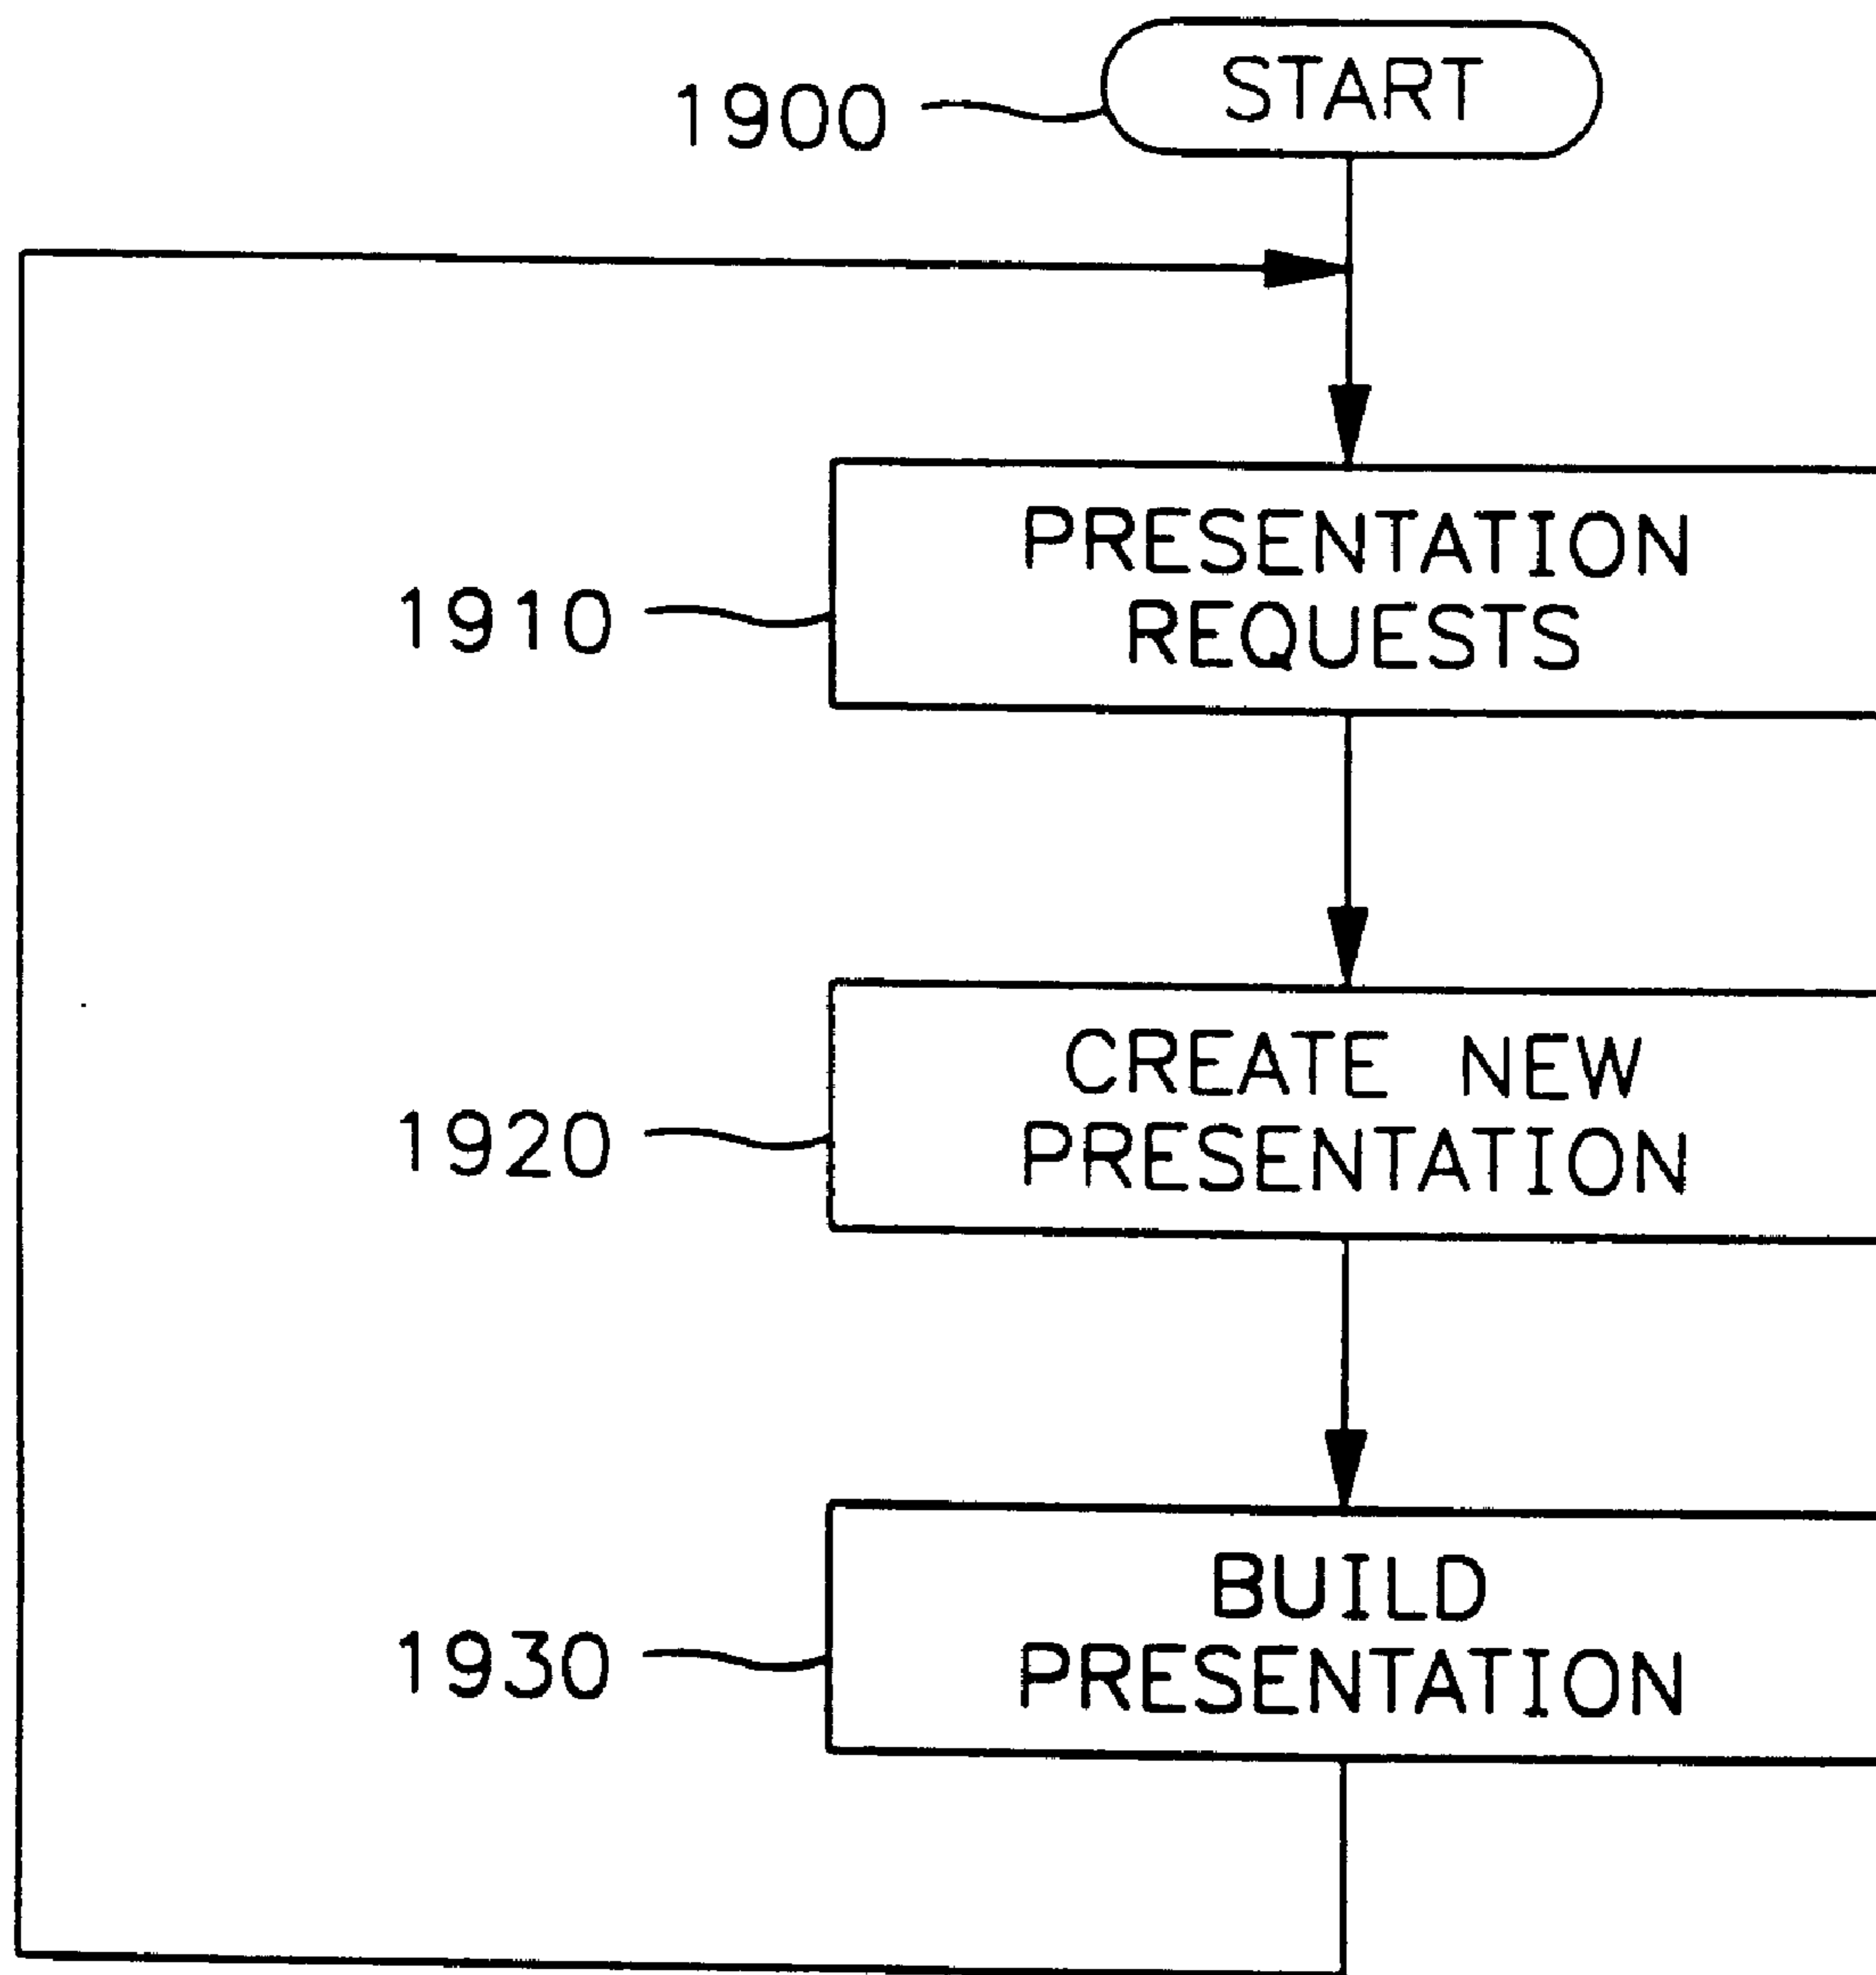 1900
START
1910
PRESENTATION
REQUESTS
1920
CREATE NEW
PRESENTATION
1930
BUILD
PRESENTATION